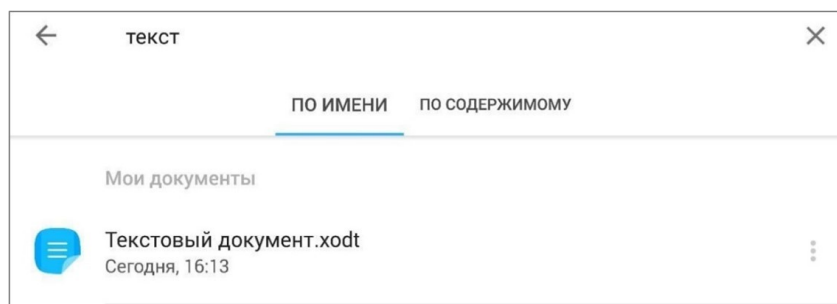 текст
ПО ИМЕНИ ПО СОДЕРЖИМОМУ
Мои документы
Текстовый документ.xodt
Сегодня, 16:13